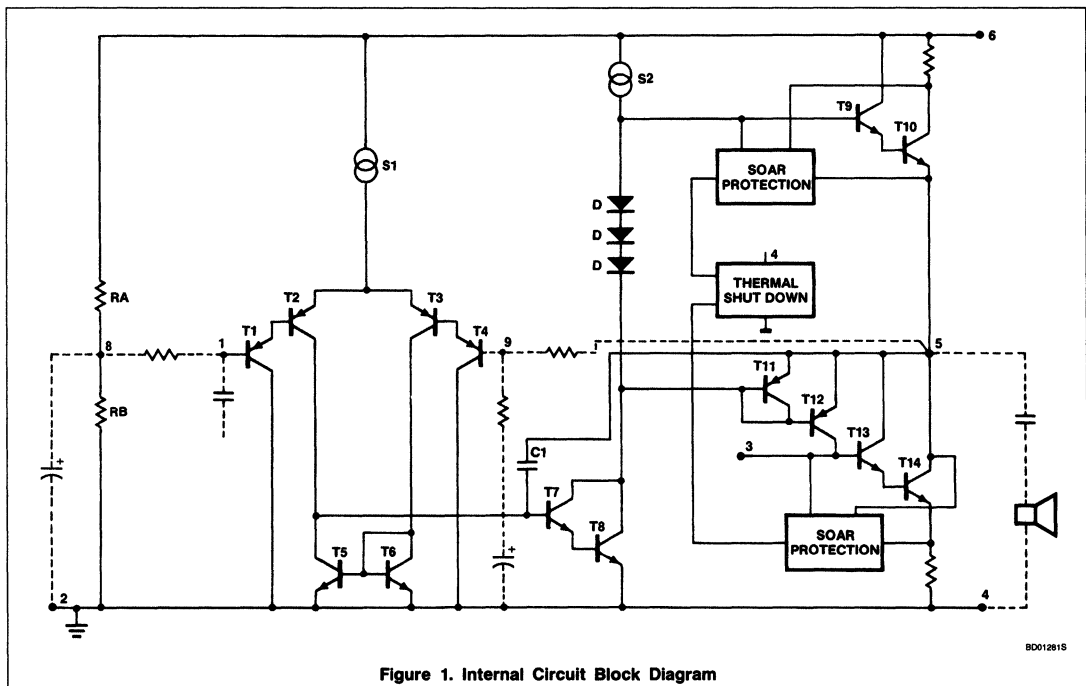 6
S2
T9
T10
S1
SOAR
PROTECTION
D
D
D
4
THERMAL
SHUT DOWN
RA
T2
T3
T1
T4
8
1
9
5
T11
T12
RB
3
T13
C1
T14
+
T7
T8
SOAR
PROTECTION
+
T5
T6
2
4
BD01281S
Figure 1. Internal Circuit Block Diagram